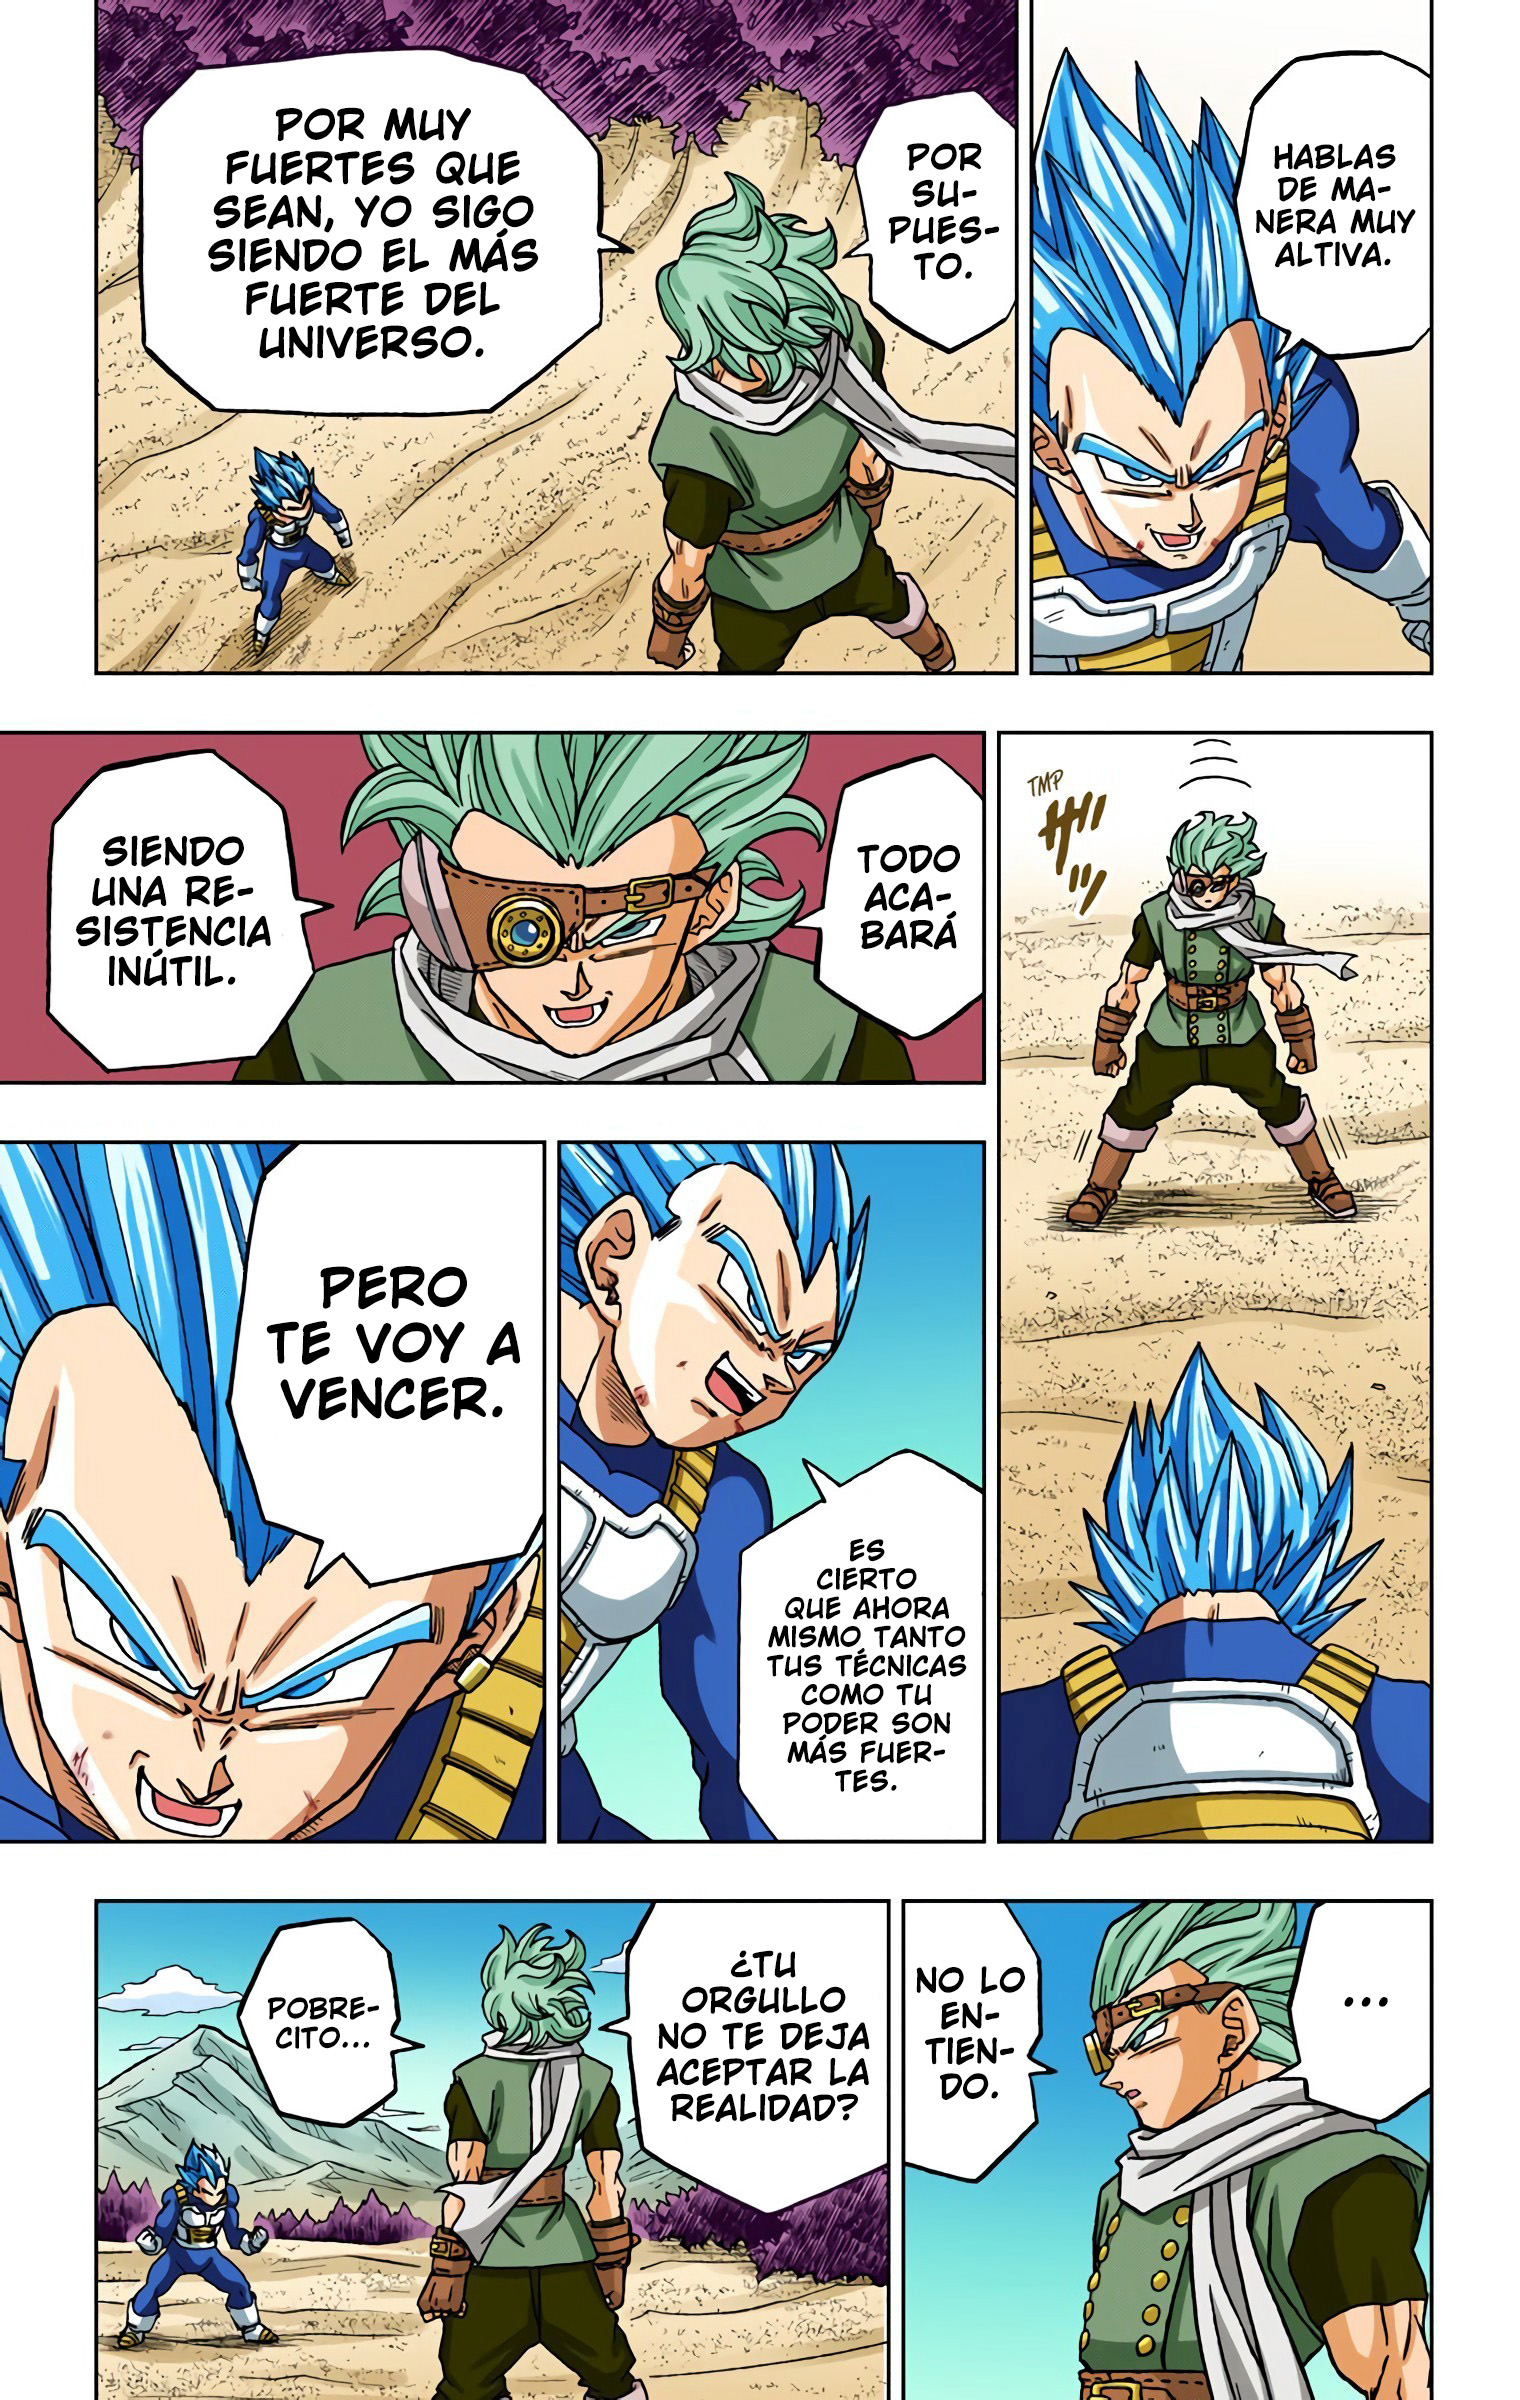 HABLAS
DE MA-
NERA MUY
ALTIVA.
POR
SU-
PUES-
TO.
POR MUY
FUERTES QUE
SEAN, YO SIGO
SIENDO EL MÁS
FUERTE DEL
UNIVERSO.
TMP
ザッ
TODO
ACA-
BARÁ
SIENDO
UNA RE-
SISTENCIA
INÚTIL.
ES
CIERTO
QUE AHORA
MISMO TANTO
TUS TÉCNICAS
COMO TU
PODER SON
MÁS FUER-
TES.
PERO
TE VOY A
VENCER.
...
NO LO
EN-
TIEN-
DO.
¿TU
ORGULLO
NO TE DEJA
ACEPTAR LA
REALIDAD?
POBRE-
CITO...